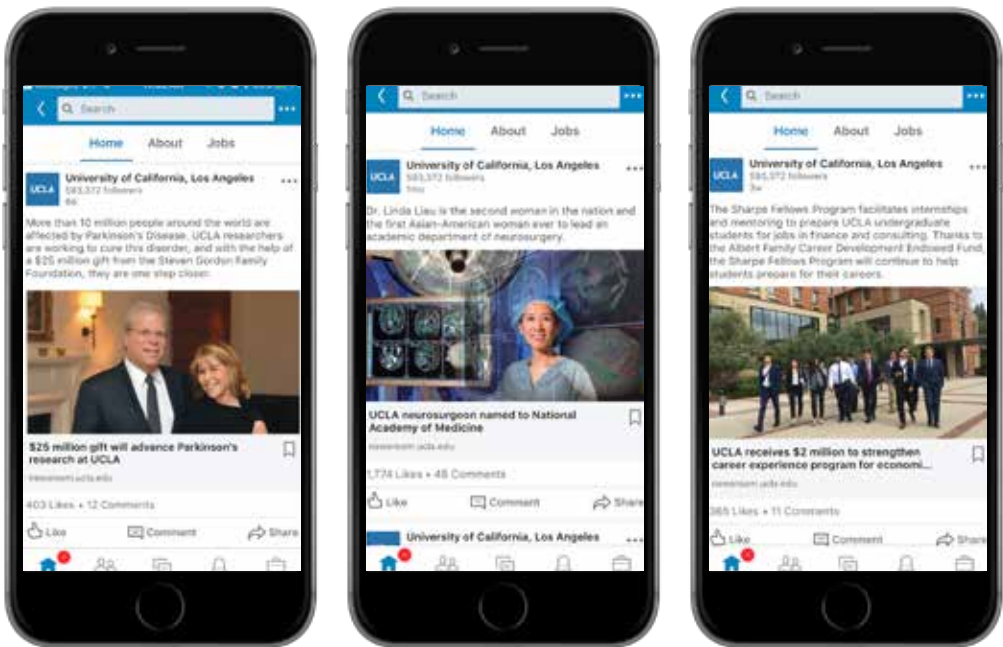 Search
Home About Jobs
UCLA
University of California, Los Angeles
593,372 followers
6d
More than 10 million people around the world are
affected by Parkinson's Disease. UCLA researchers
are working to cure this disorder, and with the help of
a $25 million gift from the Steven Gordon Family
Foundation, they are one step closer.
$25 million gift will advance Parkinson's
research at UCLA
newsroom.ucla.edu
403 Likes • 12 Comments
Like Comment Share
Search
Home About Jobs
UCLA
University of California, Los Angeles
593,372 followers
1mo
Dr. Linda Liau is the second woman in the nation and
the first Asian-American woman ever to lead an
academic department of neurosurgery.
UCLA neurosurgeon named to National
Academy of Medicine
newsroom.ucla.edu
1,774 Likes • 48 Comments
Like Comment Share
University of California, Los Angeles
Search
Home About Jobs
UCLA
University of California, Los Angeles
593,372 followers
3w
The Sharpe Fellows Program facilitates internships
and mentoring to prepare UCLA undergraduate
students for jobs in finance and consulting. Thanks to
the Albert Family Career Development Endowed Fund,
the Sharpe Fellows Program will continue to help
students prepare for their careers.
UCLA receives $2 million to strengthen
career experience program for economi...
newsroom.ucla.edu
365 Likes • 11 Comments
Like Comment Share